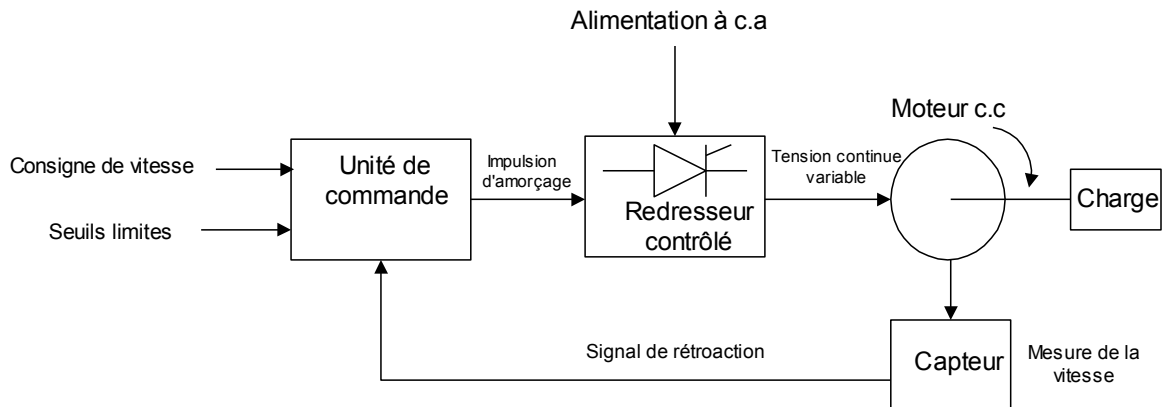 Alimentation à c.a
Moteur c.c
Consigne de vitesse
Seuils limites
Unité de
commande
Impulsion
d'amorçage
Redresseur
contrôlé
Tension continue
variable
Charge
Signal de rétroaction
Capteur
Mesure de la
vitesse